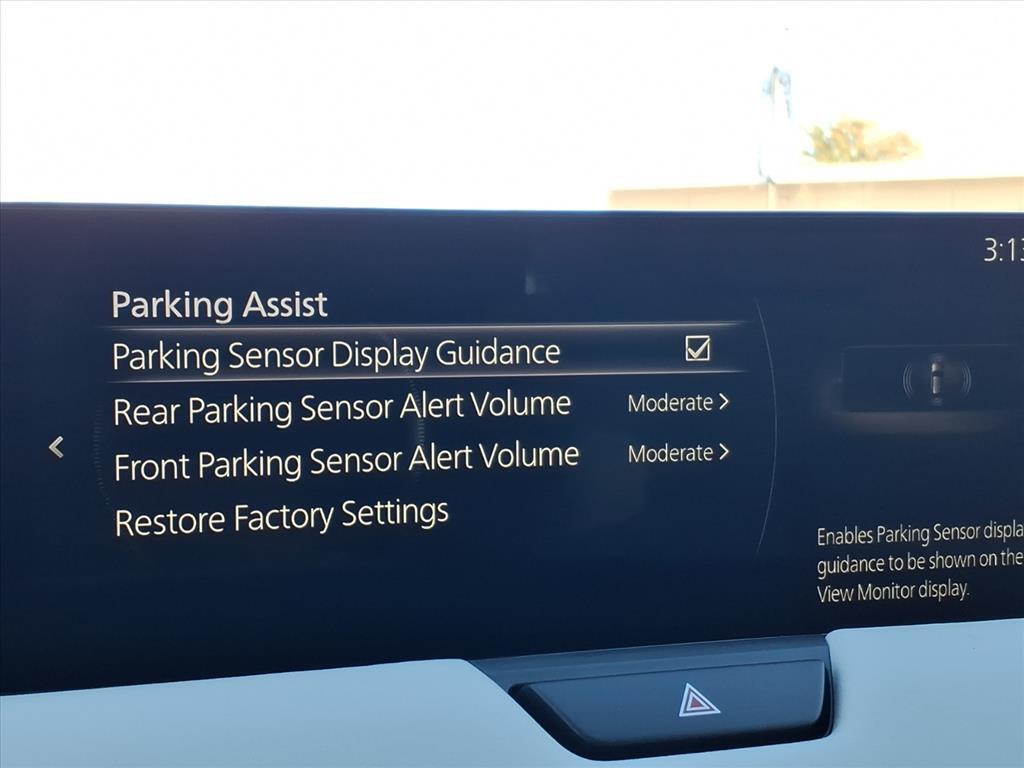 3:13
Parking Assist
Parking Sensor Display Guidance
Rear Parking Sensor Alert Volume Moderate >
Front Parking Sensor Alert Volume Moderate >
Restore Factory Settings
Enables Parking Sensor displa
guidance to be shown on the
View Monitor display.